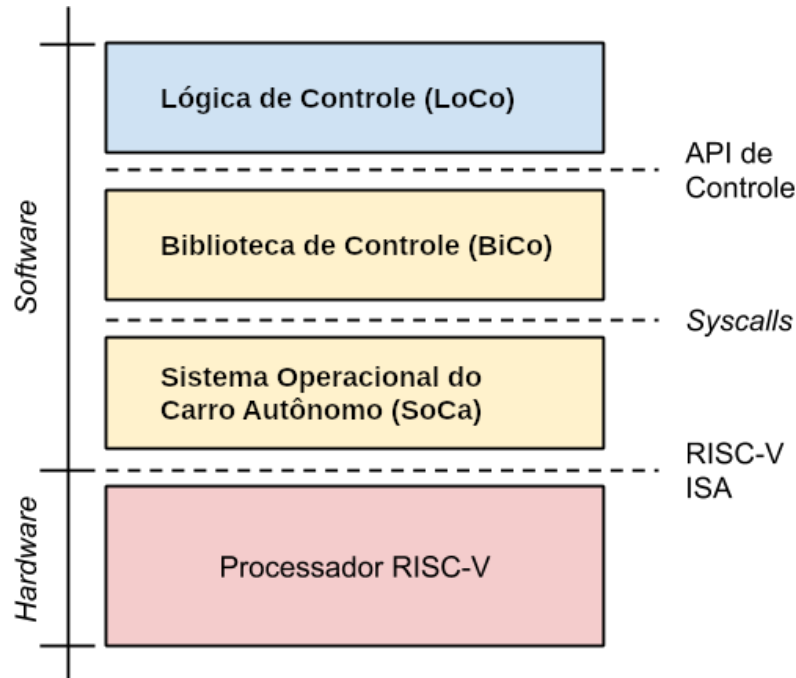 Lógica de Controle (LoCo)
API de
Controle
Software
Biblioteca de Controle (BiCo)
Syscalls
Sistema Operacional do
Carro Autônomo (SoCa)
RISC-V
ISA
Hardware
Processador RISC-V